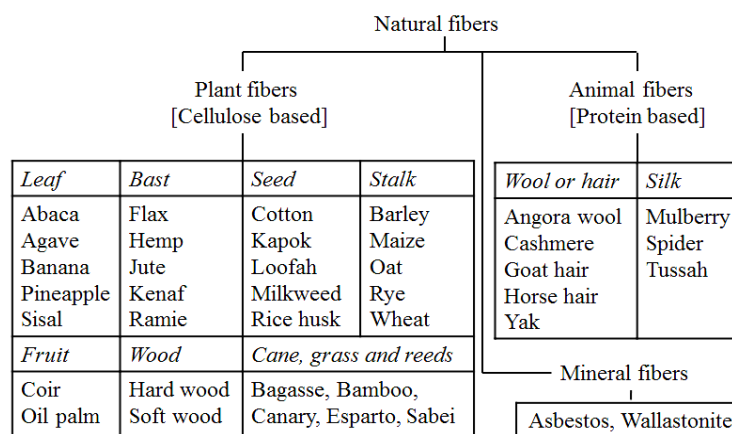 Natural fibers
Plant fibers
[Cellulose based]
Animal fibers
[Protein based]
Leaf Bast Seed Stalk
Abaca Flax Cotton Barley
Agave Hemp Kapok Maize
Banana Jute Loofah Oat
Pineapple Kenaf Milkweed Rye
Sisal Ramie Rice husk Wheat
Fruit Wood Cane, grass and reeds
Coir Hard wood Bagasse, Bamboo,
Oil palm Soft wood Canary, Esparto, Sabei
Wool or hair Silk
Angora wool Mulberry
Cashmere Spider
Goat hair Tussah
Horse hair
Yak
Mineral fibers
Asbestos, Wallastonite